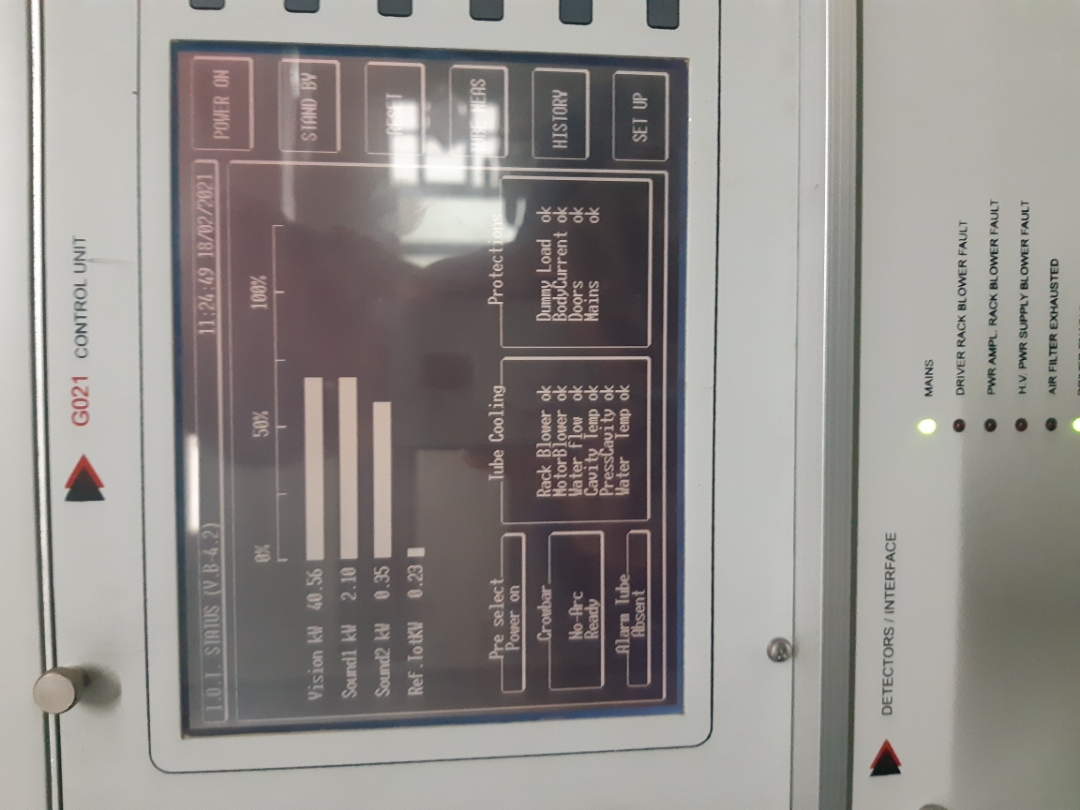 G021 CONTROL UNIT
I.O.I. STATUS (V.B-4.2) 11:24:49 18/02/2021
POWER ON
0% 50% 100%
Vision kW 40.56
STAND BY
Sound1 kW 2.10
Sound2 kW 0.35
RESET
Ref.TotKW 0.23
TUBE MEAS
Pre select
Power on
Crowbar
No-Arc
Ready
Alarm Tube
Absent
Tube Cooling
Rack Blower ok
MotorBlower ok
Water flow ok
Cavity Temp ok
PressCavity ok
Water Temp ok
Protections
Dummy Load ok
BodyCurrent ok
Doors ok
Mains ok
HISTORY
SET UP
DETECTORS / INTERFACE
MAINS
DRIVER RACK BLOWER FAULT
PWR AMPL. RACK BLOWER FAULT
H.V. PWR SUPPLY BLOWER FAULT
AIR FILTER EXHAUSTED